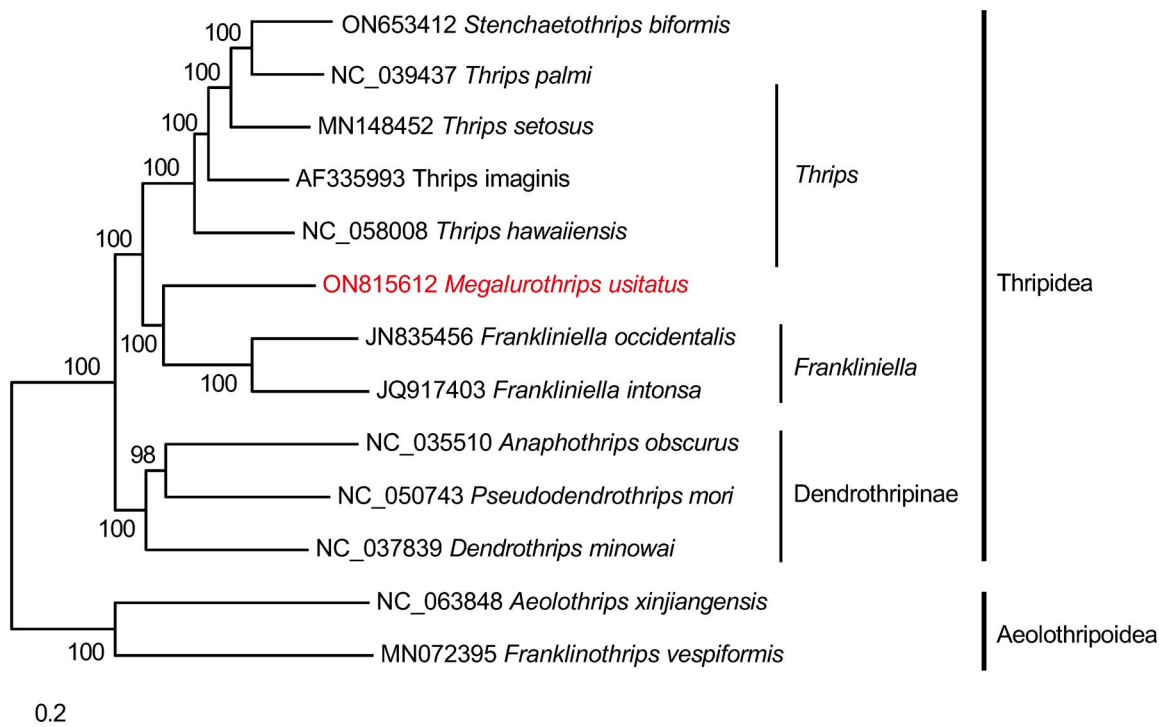 100
ON653412 Stenchaetothrips biformis
100
NC_039437 Thrips palmi
100
MN148452 Thrips setosus
100
AF335993 Thrips imaginis
Thrips
100
NC_058008 Thrips hawaiiensis
100
ON815612 Megalurothrips usitatus
Thripidea
100
JN835456 Frankliniella occidentalis
100
Frankliniella
100
JQ917403 Frankliniella intonsa
NC_035510 Anaphothrips obscurus
98
NC_050743 Pseudodendrothrips mori
Dendrothripinae
100
NC_037839 Dendrothrips minowai
NC_063848 Aeolothrips xinjiangensis
Aeolothripoidea
100
MN072395 Franklinothrips vespiformis
0.2